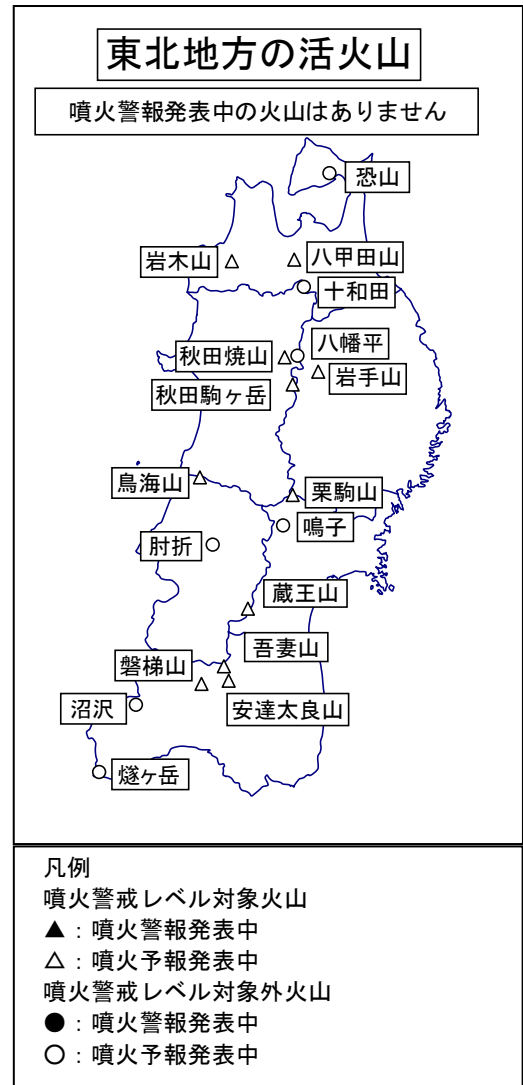 東北地方の活火山
噴火警報発表中の火山はありません
恐山
岩木山
八甲田山
十和田
八幡平
秋田焼山
岩手山
秋田駒ヶ岳
鳥海山
栗駒山
鳴子
肘折
蔵王山
吾妻山
磐梯山
安達太良山
沼沢
燧ヶ岳
凡例
噴火警戒レベル対象火山
▲：噴火警報発表中
△：噴火予報発表中
噴火警戒レベル対象外火山
●：噴火警報発表中
○：噴火予報発表中